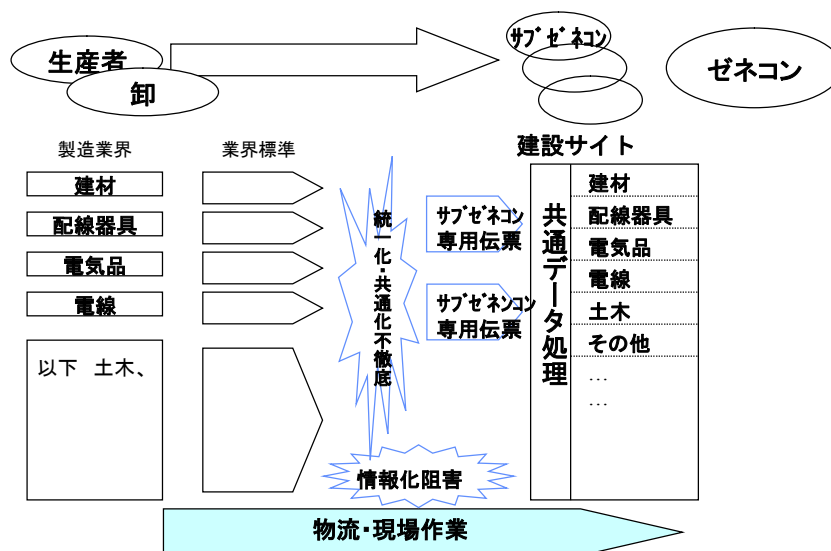 生産者
卸
サブゼネコン
ゼネコン
製造業界
業界標準
建設サイト
建材
配線器具
電気品
電線
以下　土木、
統一化・共通化不徹底
サブゼネコン
専用伝票
サブゼネンコン
専用伝票
共通データ処理
建材
配線器具
電気品
電線
土木
その他
…
…
情報化阻害
物流・現場作業